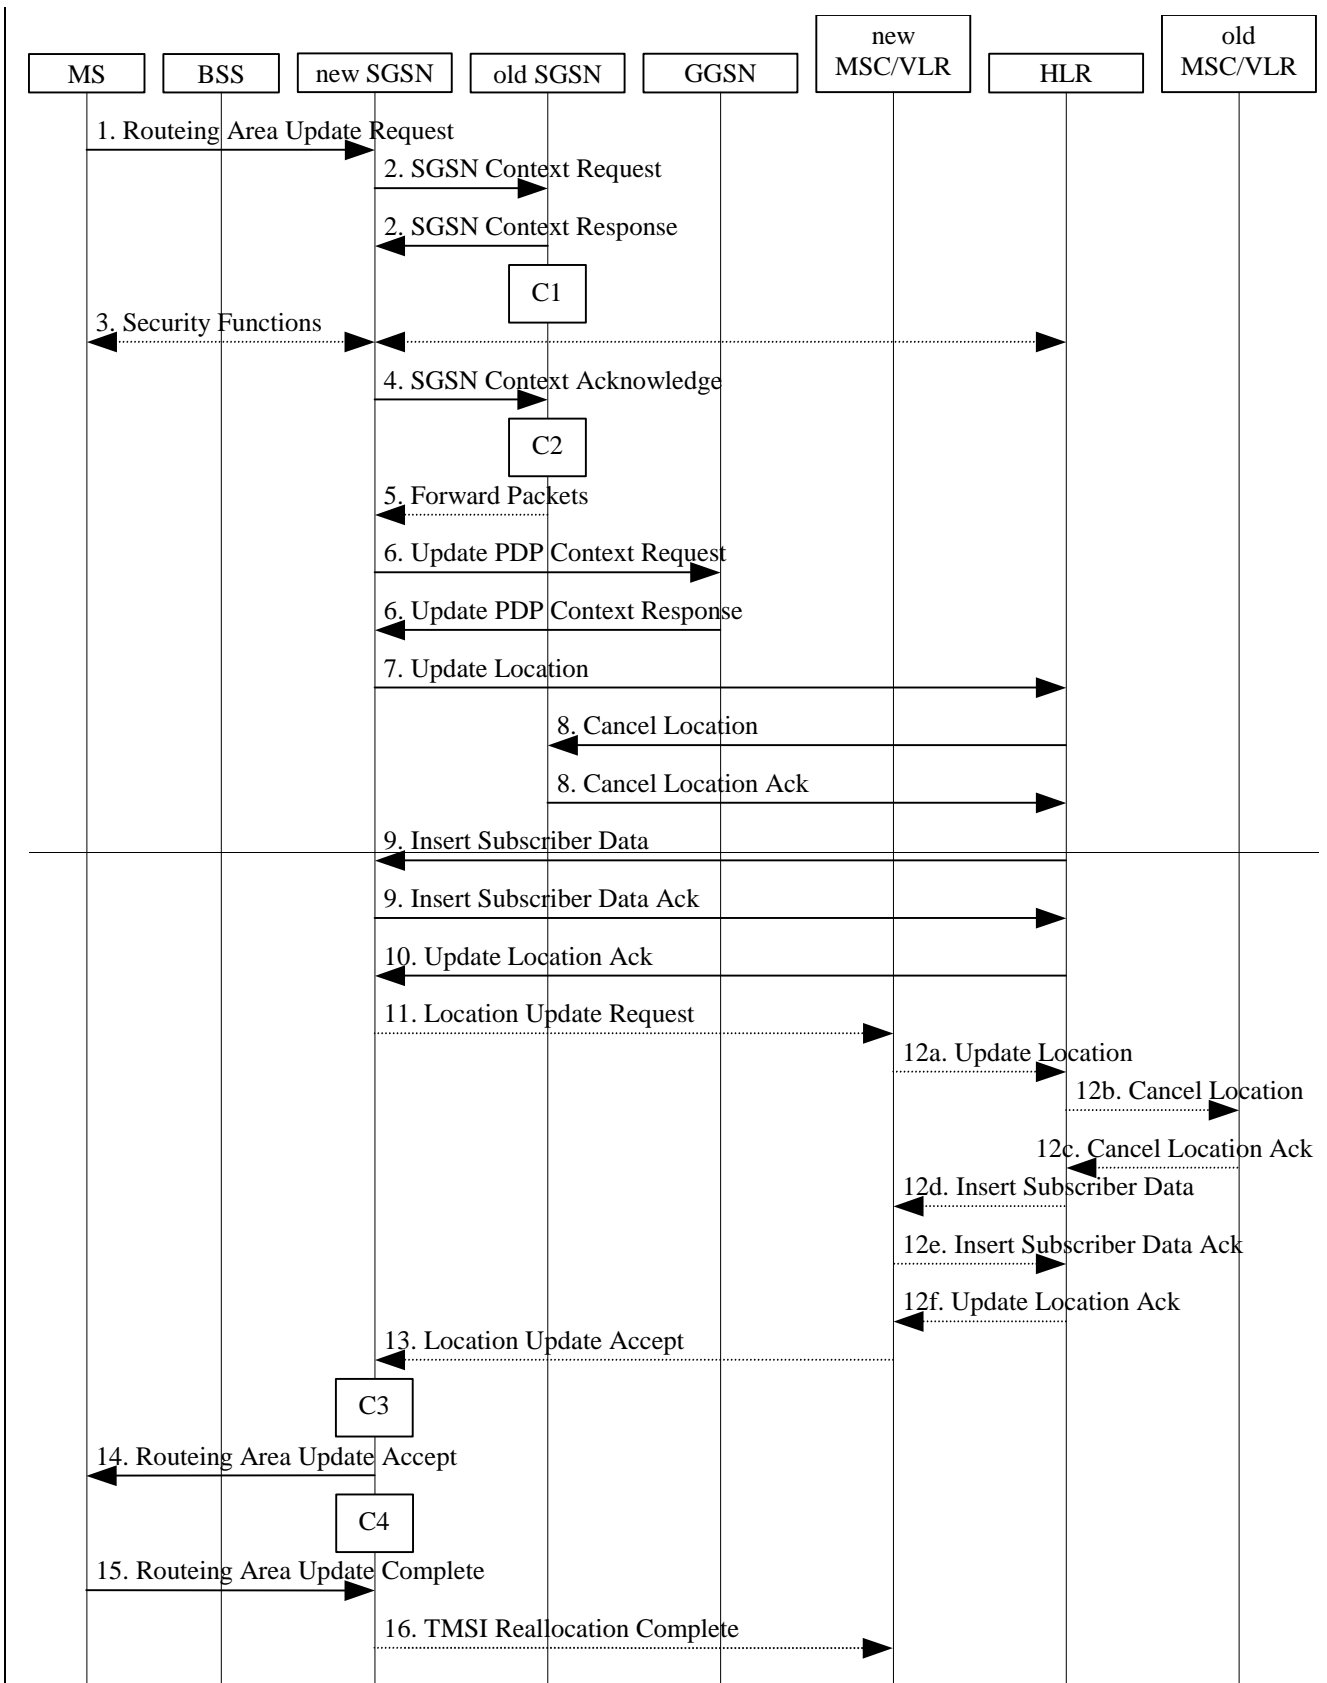 new
old
MSC/VLR
MSC/VLR
MS
BSS
new SGSN
old SGSN
GGSN
HLR
1. Routeing Area Update Request
2. SGSN Context Request
2. SGSN Context Response
C1
3. Security Functions
4. SGSN Context Acknowledge
C2
5. Forward Packets
6. Update PDP Context Request
6. Update PDP Context Response
7. Update Location
8. Cancel Location
8. Cancel Location Ack
9. Insert Subscriber Data
9. Insert Subscriber Data Ack
10. Update Location Ack
11. Location Update Request
12a. Update Location
12b. Cancel Location
12c. Cancel Location Ack
12d. Insert Subscriber Data
12e. Insert Subscriber Data Ack
12f. Update Location Ack
13. Location Update Accept
C3
14. Routeing Area Update Accept
C4
15. Routeing Area Update Complete
16. TMSI Reallocation Complete